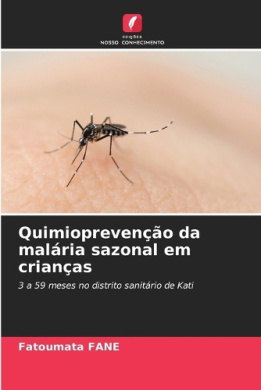 edições
NOSSO CONHECIMENTO
Quimioprevenção da
malária sazonal em
crianças
3 a 59 meses no distrito sanitário de Kati
Fatoumata FANE